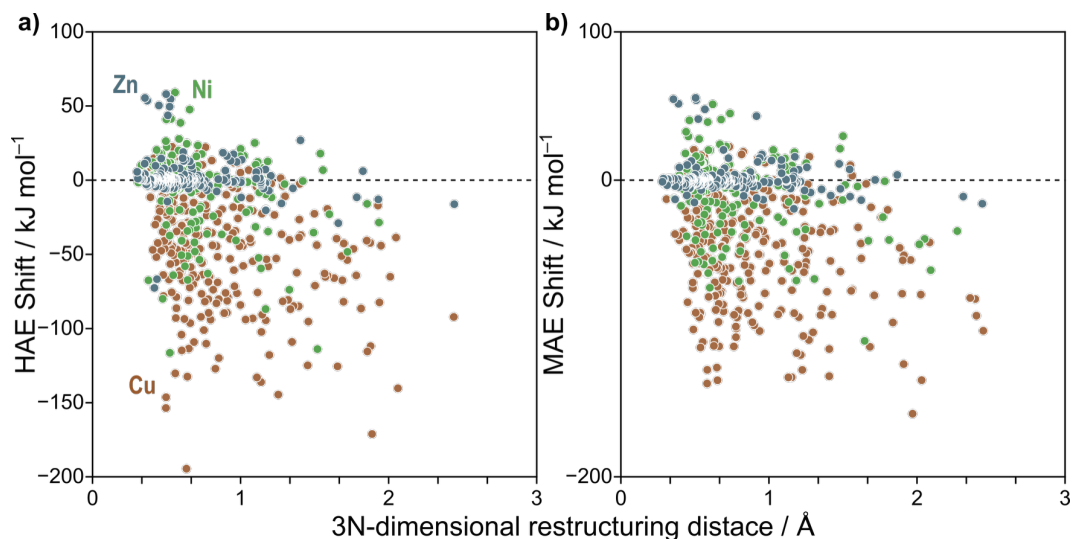 a)
b)
100
50
0
−50
−100
−150
−200
HAE Shift / kJ mol⁻¹
Zn
Ni
Cu
0
1
2
3
100
0
−200
MAE Shift / kJ mol⁻¹
0
1
2
3
3N-dimensional restructuring distace / Å